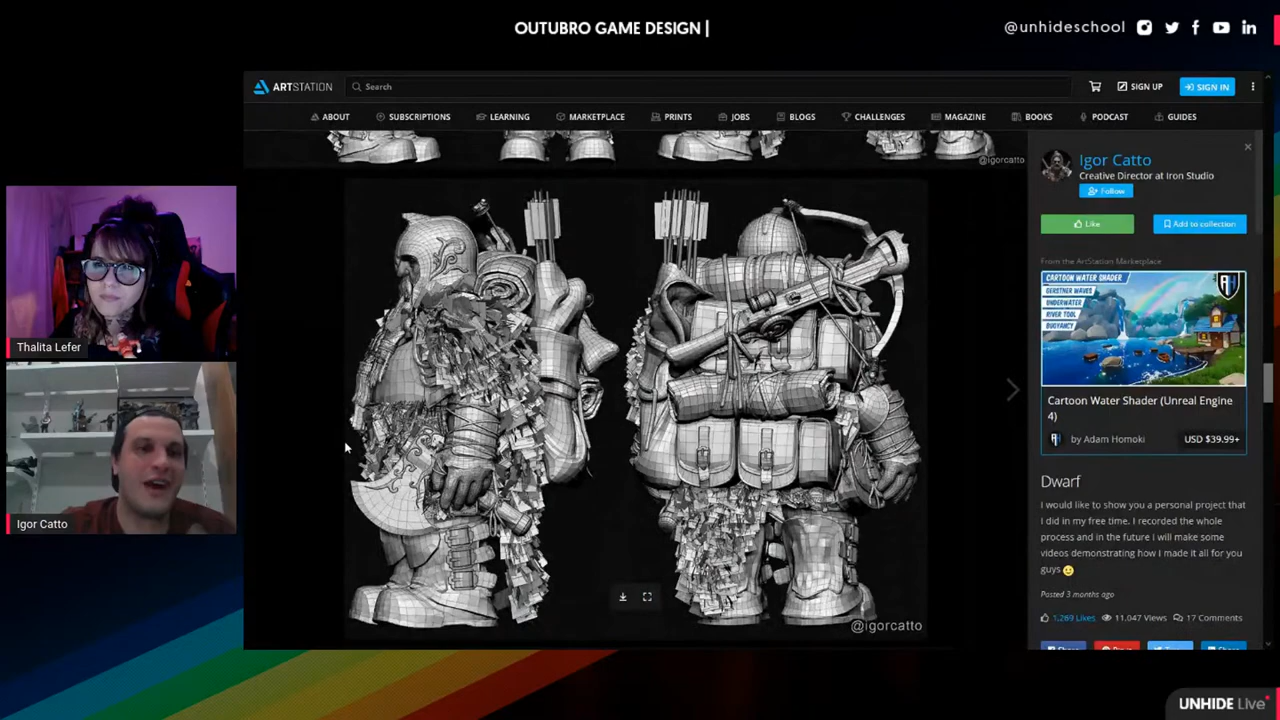 OUTUBRO GAME DESIGN |
@unhideschool
ARTSTATION
Search
SIGN UP
SIGN IN
ABOUT
SUBSCRIPTIONS
LEARNING
MARKETPLACE
PRINTS
JOBS
BLOGS
CHALLENGES
MAGAZINE
BOOKS
PODCAST
GUIDES
@igorcatto
Igor Catto
Creative Director at Iron Studio
Follow
Like
Add to collection
From the ArtStation Marketplace
CARTOON WATER SHADER
GERSTNER WAVES
UNDERWATER
RIVER TOOL
BUOYANCY
Cartoon Water Shader (Unreal Engine
4)
by Adam Homoki
USD $39.99+
Dwarf
I would like to show you a personal project that
I did in my free time. I recorded the whole
process and in the future I will make some
videos demonstrating how I made it all for you
guys
Posted 3 months ago
1,269 Likes
11,047 Views
17 Comments
@igorcatto
Thalita Lefer
Igor Catto
UNHIDE Live